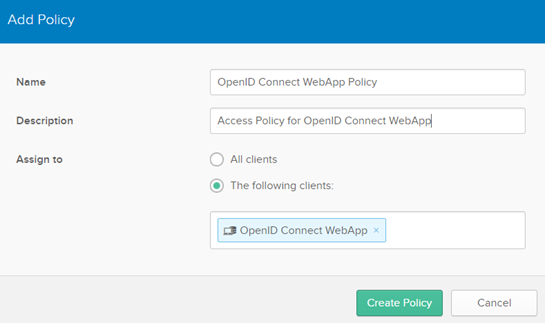 Add Policy
Name
OpenID Connect WebApp Policy
Description
Access Policy for OpenID Connect WebApp
Assign to
All clients
The following clients:
OpenID Connect WebApp ×
Create Policy
Cancel